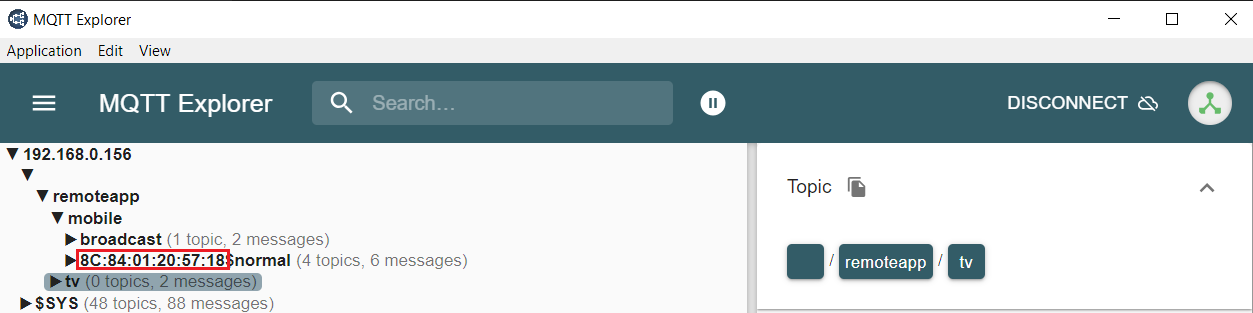 MQTT Explorer
Application Edit View
MQTT Explorer Search... DISCONNECT
192.168.0.156
remoteapp
mobile
broadcast (1 topic, 2 messages)
8C:84:01:20:57:18$normal (4 topics, 6 messages)
tv (0 topics, 2 messages)
$SYS (48 topics, 88 messages)
Topic
/ remoteapp / tv